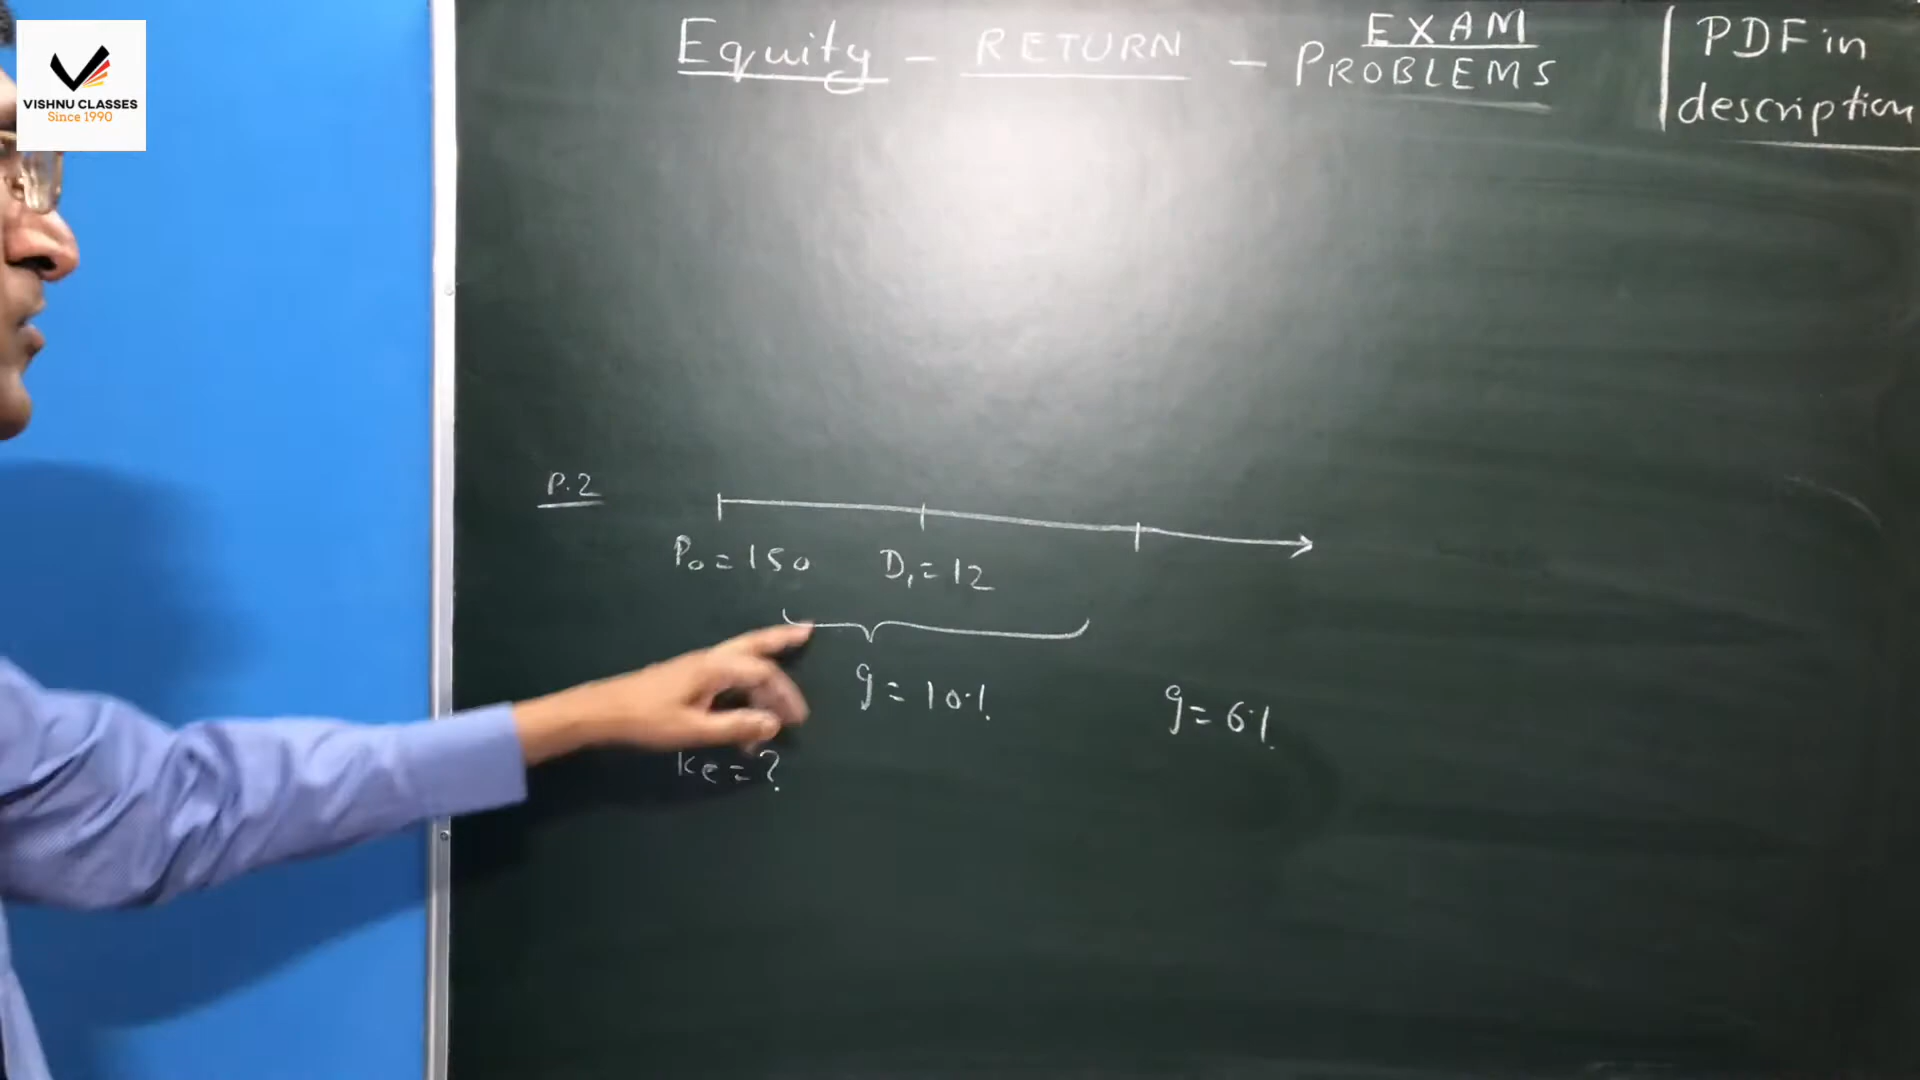 VISHNU CLASSES
Since 1990
Equity - RETURN - EXAM PROBLEMS
PDF in
description
P.2
P₀ = 150
D₁ = 12
g = 10%
g = 6%
Ke = ?